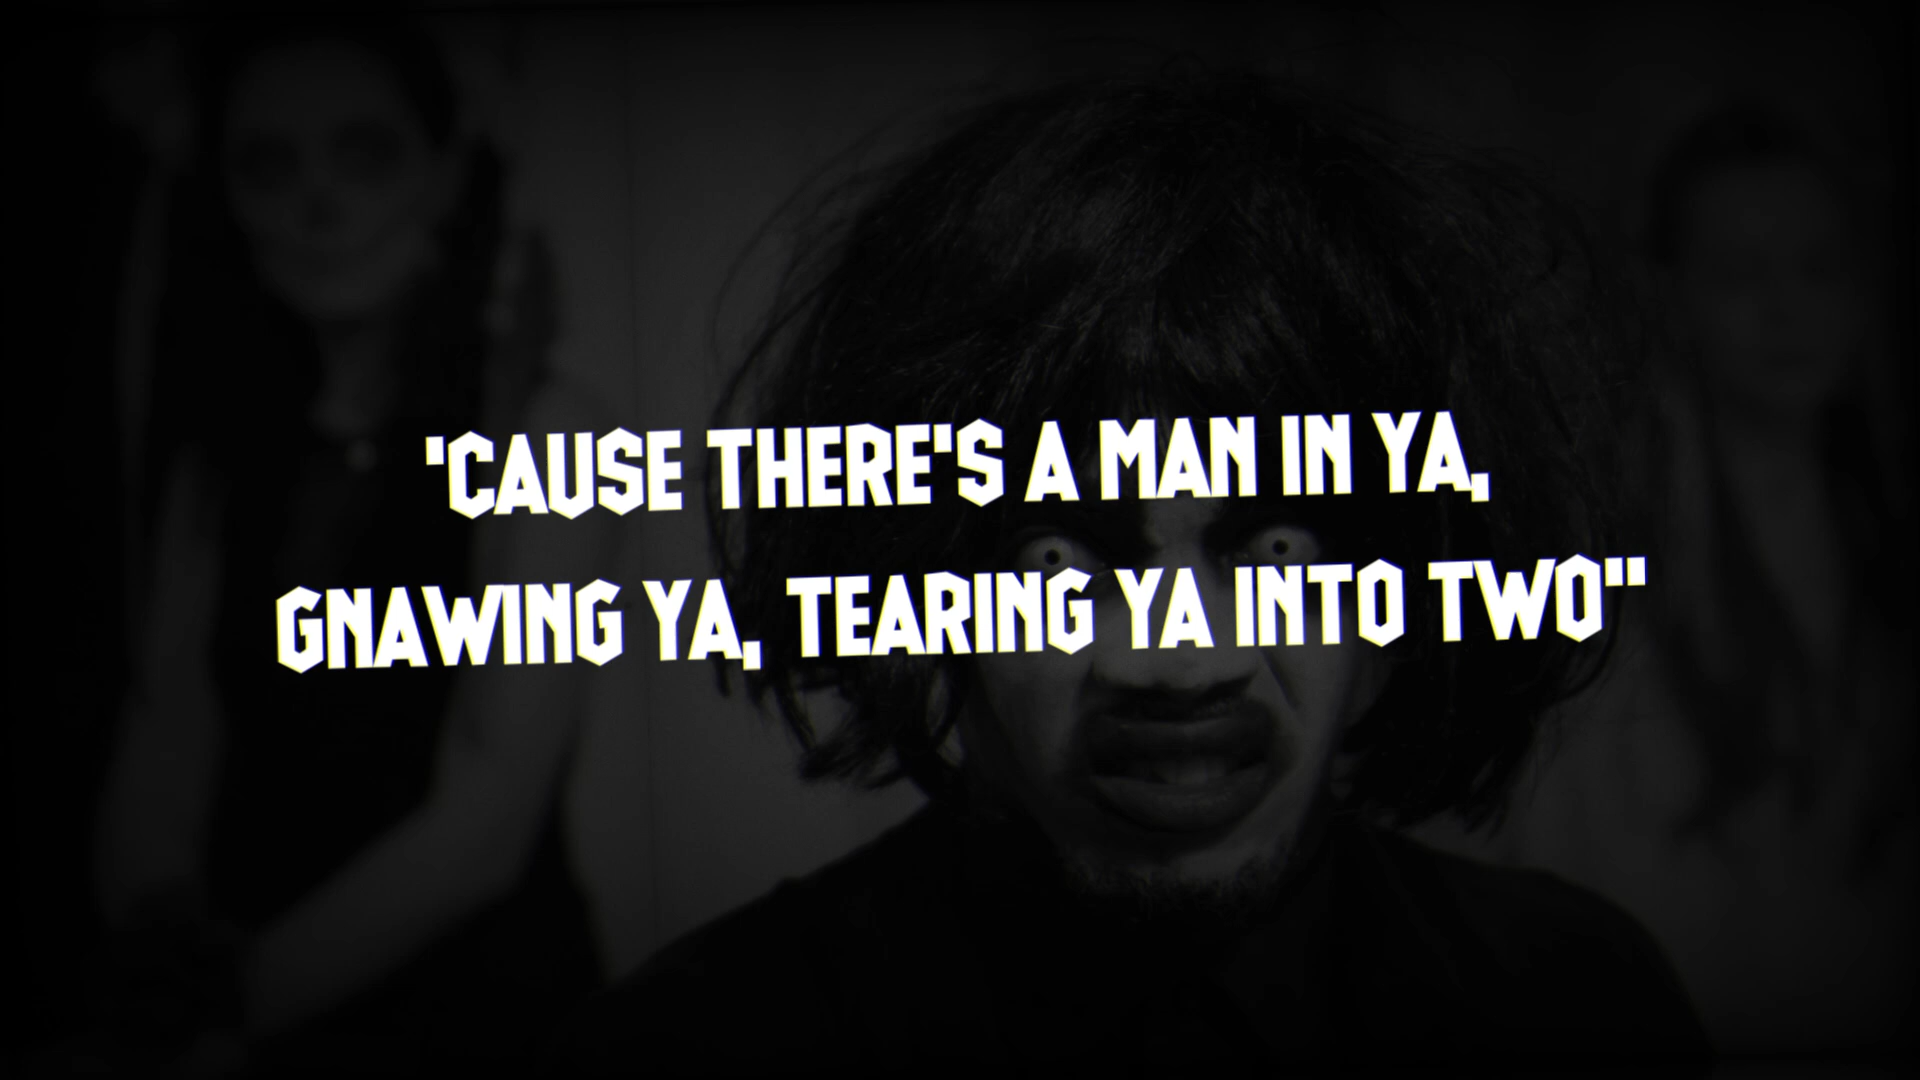 'CAUSE THERE'S A MAN IN YA,
GNAWING YA, TEARING YA INTO TWO"